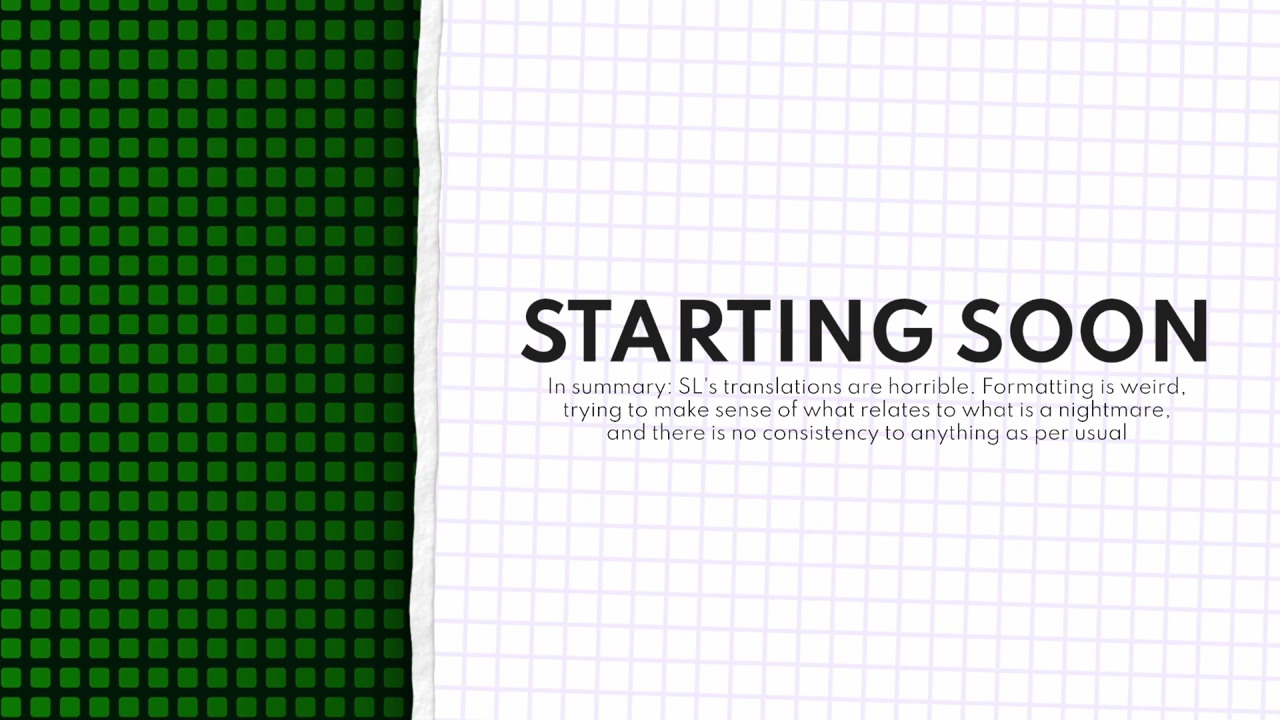 STARTING SOON
In summary: SL's translations are horrible. Formatting is weird,
trying to make sense of what relates to what is a nightmare,
and there is no consistency to anything as per usual